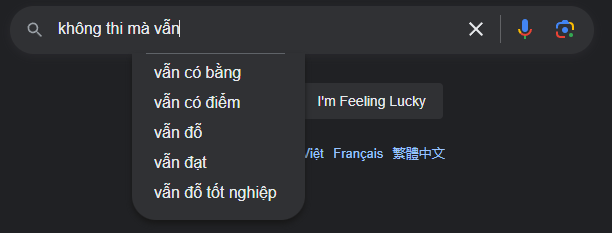 không thi mà vẫn
vẫn có bằng
vẫn có điểm
I'm Feeling Lucky
vẫn đỗ
vẫn đạt
Việt Français 繁體中文
vẫn đỗ tốt nghiệp